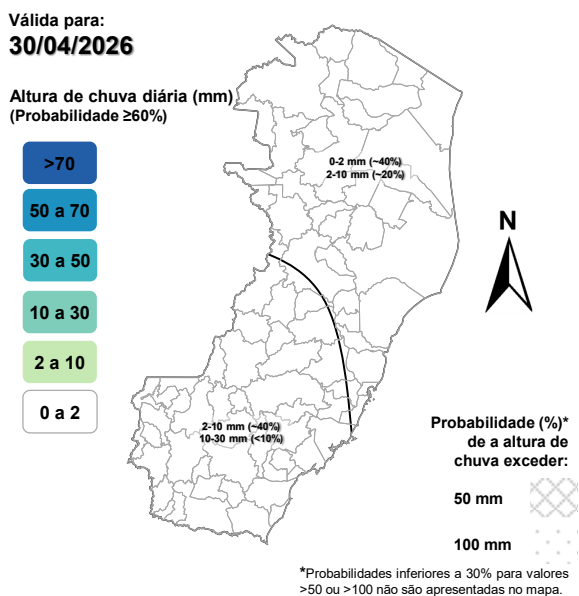 Válida para:
30/04/2026
Altura de chuva diária (mm)
(Probabilidade ≥60%)
>70
50 a 70
30 a 50
10 a 30
2 a 10
0 a 2
0-2 mm (~40%)
2-10 mm (~20%)
2-10 mm (~40%)
10-30 mm (<10%)
N
Probabilidade (%)*
de a altura de
chuva exceder:
50 mm
100 mm
*Probabilidades inferiores a 30% para valores
>50 ou >100 não são apresentadas no mapa.